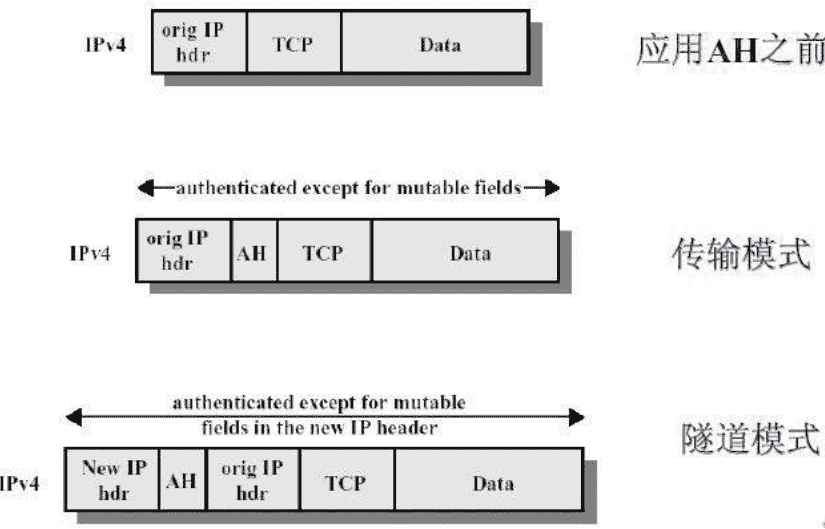 IPv4
orig IP
hdr
TCP
Data
应用AH之前
authenticated except for mutable fields
IPv4
orig IP
hdr
AH
TCP
Data
传输模式
authenticated except for mutable
fields in the new IP header
IPv4
New IP
hdr
AH
orig IP
hdr
TCP
Data
隧道模式